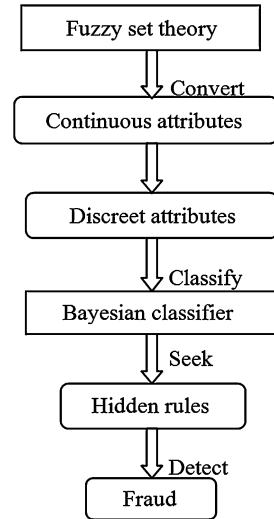 Fuzzy set theory
Convert
Continuous attributes
Discreet attributes
Classify
Bayesian classifier
Seek
Hidden rules
Detect
Fraud